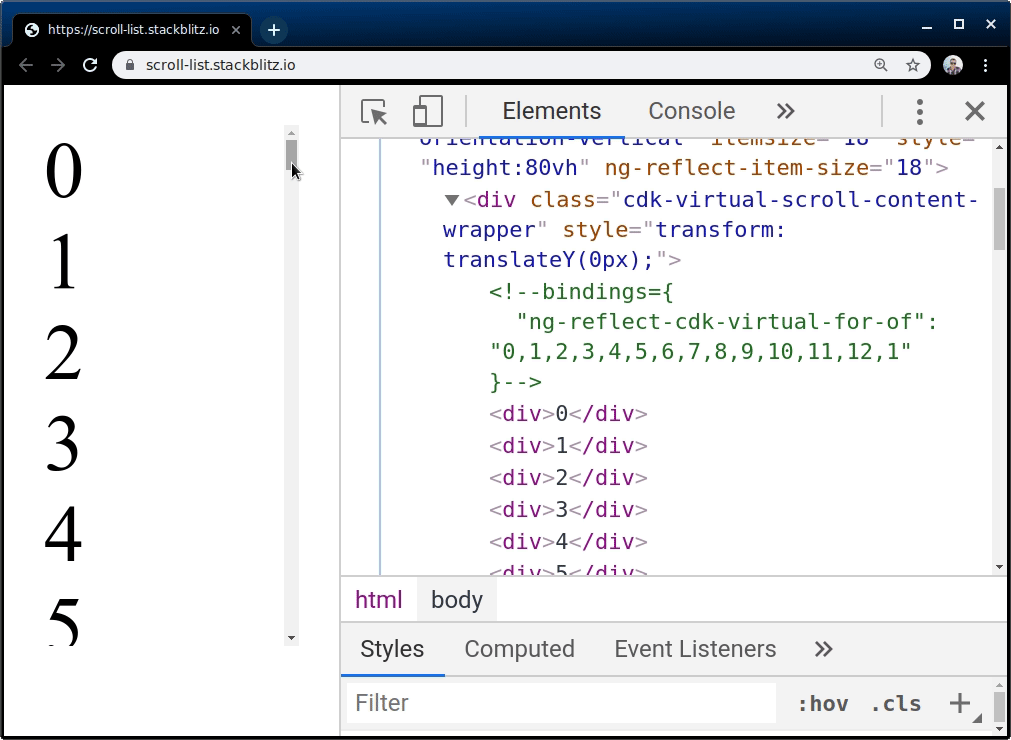 https://scroll-list.stackblitz.io
scroll-list.stackblitz.io
0
1
2
3
4
5
Elements Console
orientation-vertical" itemsize="18" style=
"height:80vh" ng-reflect-item-size="18">
<div class="cdk-virtual-scroll-content-
wrapper" style="transform:
translateY(0px);">
<!--bindings={
"ng-reflect-cdk-virtual-for-of":
"0,1,2,3,4,5,6,7,8,9,10,11,12,1"
}-->
<div>0</div>
<div>1</div>
<div>2</div>
<div>3</div>
<div>4</div>
<div>5</div>
html body
Styles Computed Event Listeners
Filter :hov .cls